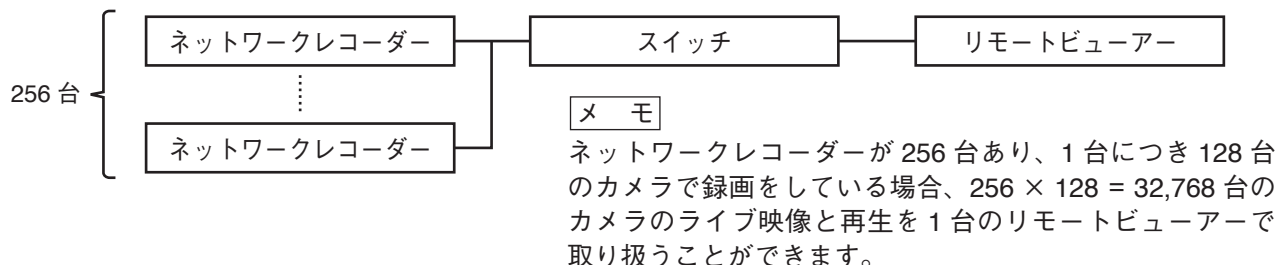 ネットワークレコーダー
スイッチ
リモートビューアー
256 台
ネットワークレコーダー
メ モ
ネットワークレコーダーが 256 台あり、1 台につき 128 台
のカメラで録画をしている場合、256 × 128 = 32,768 台の
カメラのライブ映像と再生を 1 台のリモートビューアーで
取り扱うことができます。